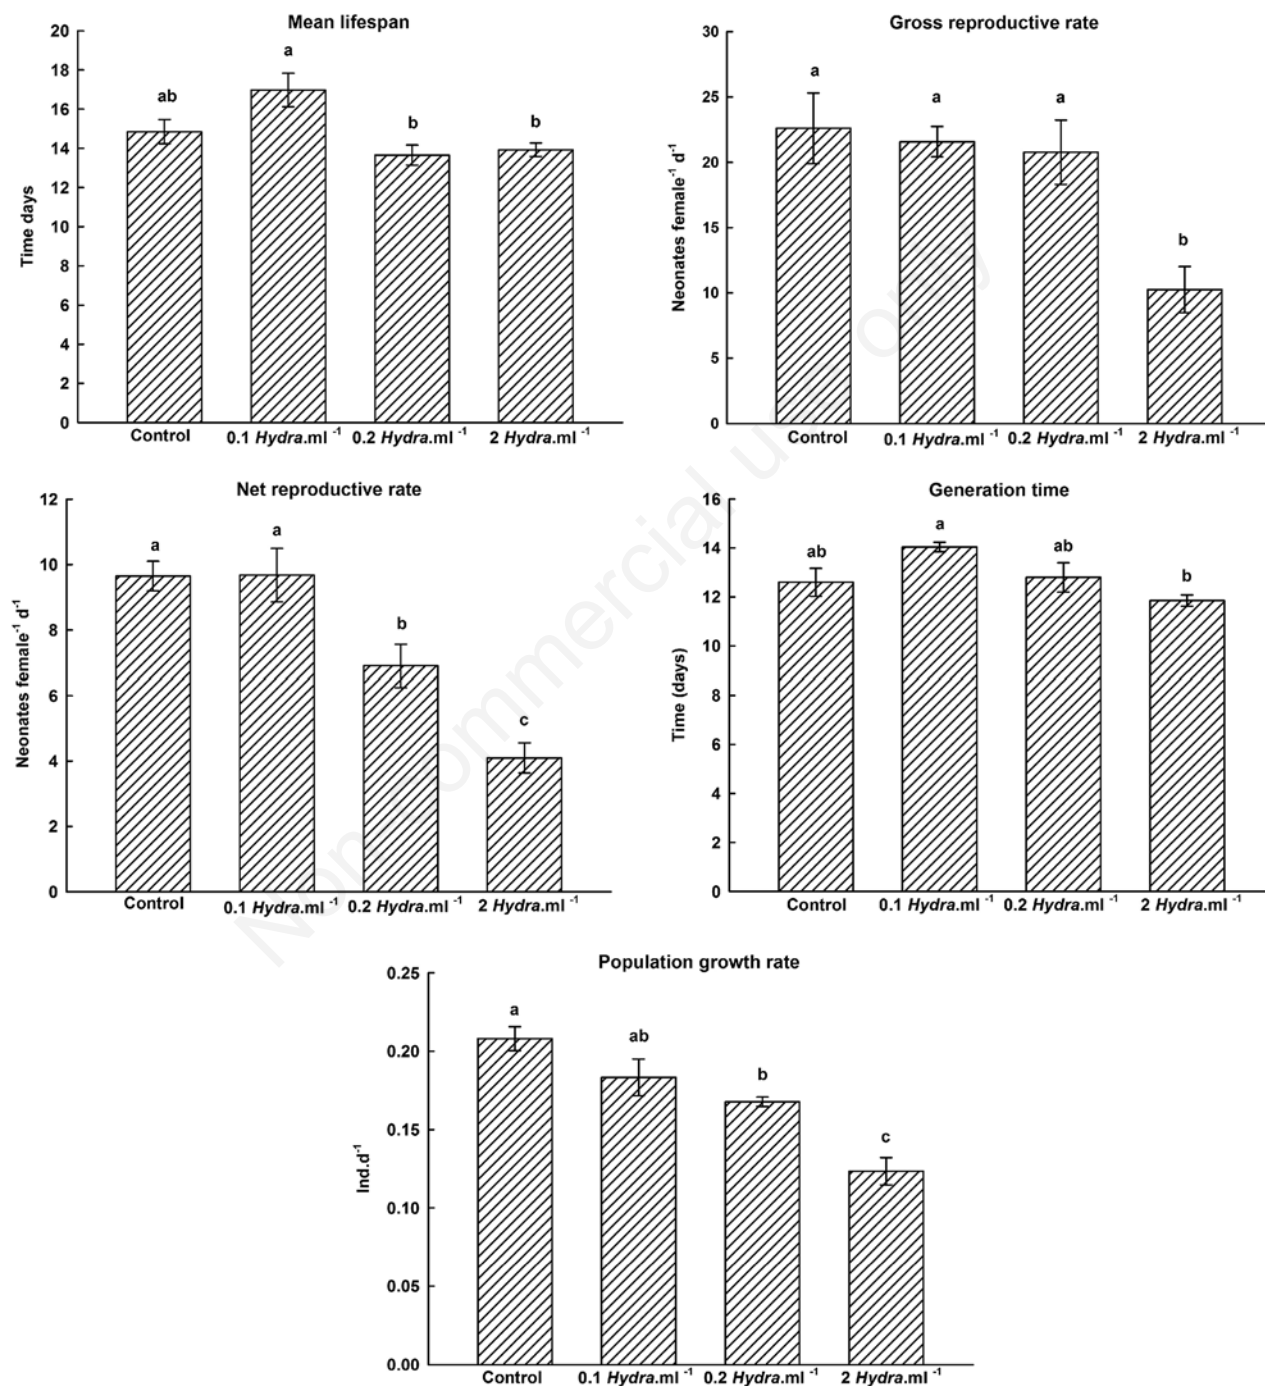 Mean lifespan
20
18
16
14
12
10
8
6
4
2
0
Time days
ab
a
b
b
Control
0.1 Hydra.ml -1
0.2 Hydra.ml -1
2 Hydra.ml -1
Gross reproductive rate
30
25
20
15
10
5
0
Neonates female-1 d-1
a
a
a
b
Control
0.1 Hydra.ml -1
0.2 Hydra.ml -1
2 Hydra.ml -1
Net reproductive rate
12
10
8
6
4
2
0
Neonates female-1 d-1
a
a
b
c
Control
0.1 Hydra.ml -1
0.2 Hydra.ml -1
2 Hydra.ml -1
Generation time
16
14
12
10
8
6
4
2
0
Time (days)
ab
a
ab
b
Control
0.1 Hydra.ml -1
0.2 Hydra.ml -1
2 Hydra.ml -1
Population growth rate
0.25
0.20
0.15
0.10
0.05
0.00
Ind.d-1
a
ab
b
c
Control
0.1 Hydra.ml -1
0.2 Hydra.ml -1
2 Hydra.ml -1